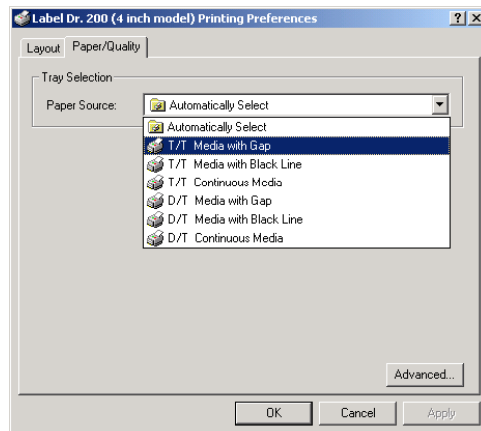 Label Dr. 200 (4 inch model) Printing Preferences
Layout Paper/Quality
Tray Selection
Paper Source: Automatically Select
Automatically Select
T/T Media with Gap
T/T Media with Black Line
T/T Continuous Media
D/T Media with Gap
D/T Media with Black Line
D/T Continuous Media
Advanced...
OK Cancel Apply